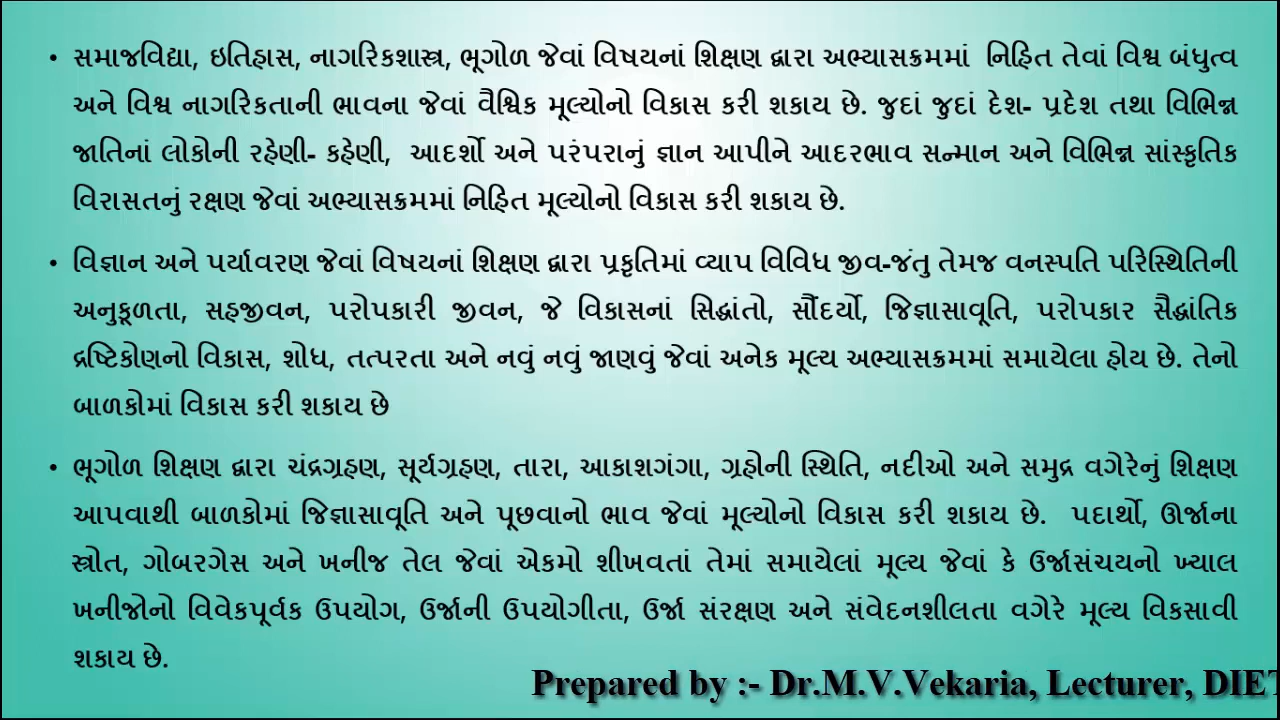 • સમાજવિદ્યા, ઇતિહાસ, નાગરિકશાસ્ત્ર, ભૂગોળ જેવાં વિષયનાં શિક્ષણ દ્વારા અભ્યાસક્રમમાં નિહિત તેવાં વિશ્વ બંધુત્વ
અને વિશ્વ નાગરિકતાની ભાવના જેવાં વૈશ્વિક મૂલ્યોનો વિકાસ કરી શકાય છે. જુદાં જુદાં દેશ- પ્રદેશ તથા વિભિન્ન
જાતિનાં લોકોની રહેણી- કહેણી, આદર્શો અને પરંપરાનું જ્ઞાન આપીને આદરભાવ સન્માન અને વિભિન્ન સાંસ્કૃતિક
વિરાસતનું રક્ષણ જેવાં અભ્યાસક્રમમાં નિહિત મૂલ્યોનો વિકાસ કરી શકાય છે.
• વિજ્ઞાન અને પર્યાવરણ જેવાં વિષયનાં શિક્ષણ દ્વારા પ્રકૃતિમાં વ્યાપ વિવિધ જીવ-જંતુ તેમજ વનસ્પતિ પરિસ્થિતિની
અનુકૂળતા, સહજીવન, પરોપકારી જીવન, જે વિકાસનાં સિદ્ધાંતો, સૌંદર્યો, જિજ્ઞાસાવૃતિ, પરોપકાર સૈદ્ધાંતિક
દ્રષ્ટિકોણનો વિકાસ, શોધ, તત્પરતા અને નવું નવું જાણવું જેવાં અનેક મૂલ્ય અભ્યાસક્રમમાં સમાયેલા હોય છે. તેનો
બાળકોમાં વિકાસ કરી શકાય છે
• ભૂગોળ શિક્ષણ દ્વારા ચંદ્રગ્રહણ, સૂર્યગ્રહણ, તારા, આકાશગંગા, ગ્રહોની સ્થિતિ, નદીઓ અને સમુદ્ર વગેરેનું શિક્ષણ
આપવાથી બાળકોમાં જિજ્ઞાસાવૃતિ અને પૂછવાનો ભાવ જેવાં મૂલ્યોનો વિકાસ કરી શકાય છે. પદાર્થો, ઊર્જાના
સ્ત્રોત, ગોબરગેસ અને ખનીજ તેલ જેવાં એકમો શીખવતાં તેમાં સમાયેલાં મૂલ્ય જેવાં કે ઉર્જાસંચયનો ખ્યાલ
ખનીજોનો વિવેકપૂર્વક ઉપયોગ, ઉર્જાની ઉપયોગીતા, ઉર્જા સંરક્ષણ અને સંવેદનશીલતા વગેરે મૂલ્ય વિકસાવી
શકાય છે.
Prepared by :- Dr.M.V.Vekaria, Lecturer, DIET